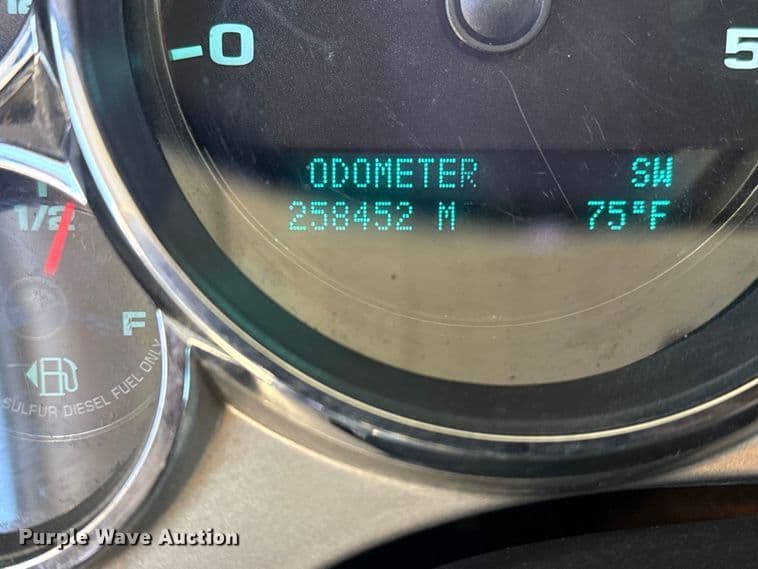 0
5
ODOMETER SW
258452 M 75°F
1/2
F
SULFUR DIESEL FUEL ONLY
Purple Wave Auction